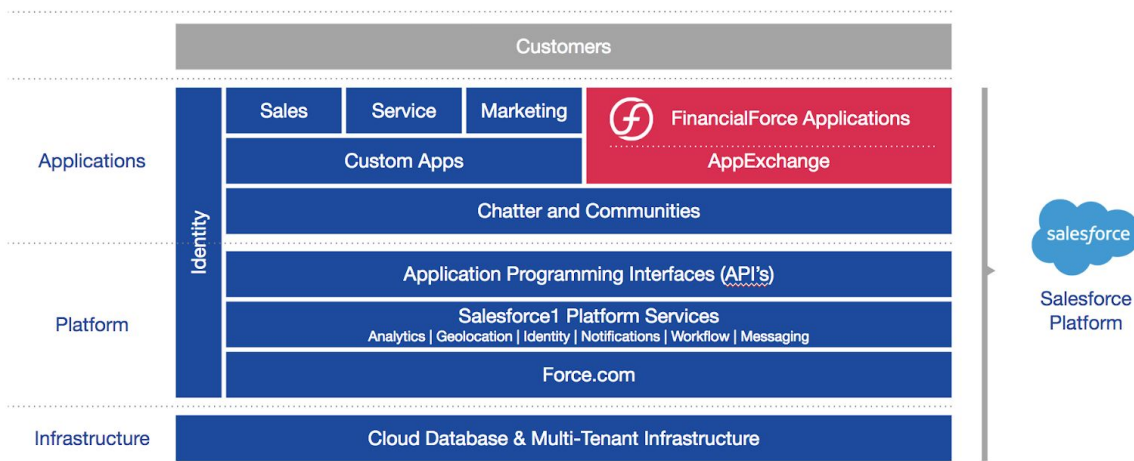 Customers
Applications
Identity
Sales
Service
Marketing
FinancialForce Applications
Custom Apps
AppExchange
Chatter and Communities
Platform
Application Programming Interfaces (API's)
Salesforce1 Platform Services
Analytics | Geolocation | Identity | Notifications | Workflow | Messaging
Force.com
salesforce
Salesforce
Platform
Infrastructure
Cloud Database & Multi-Tenant Infrastructure